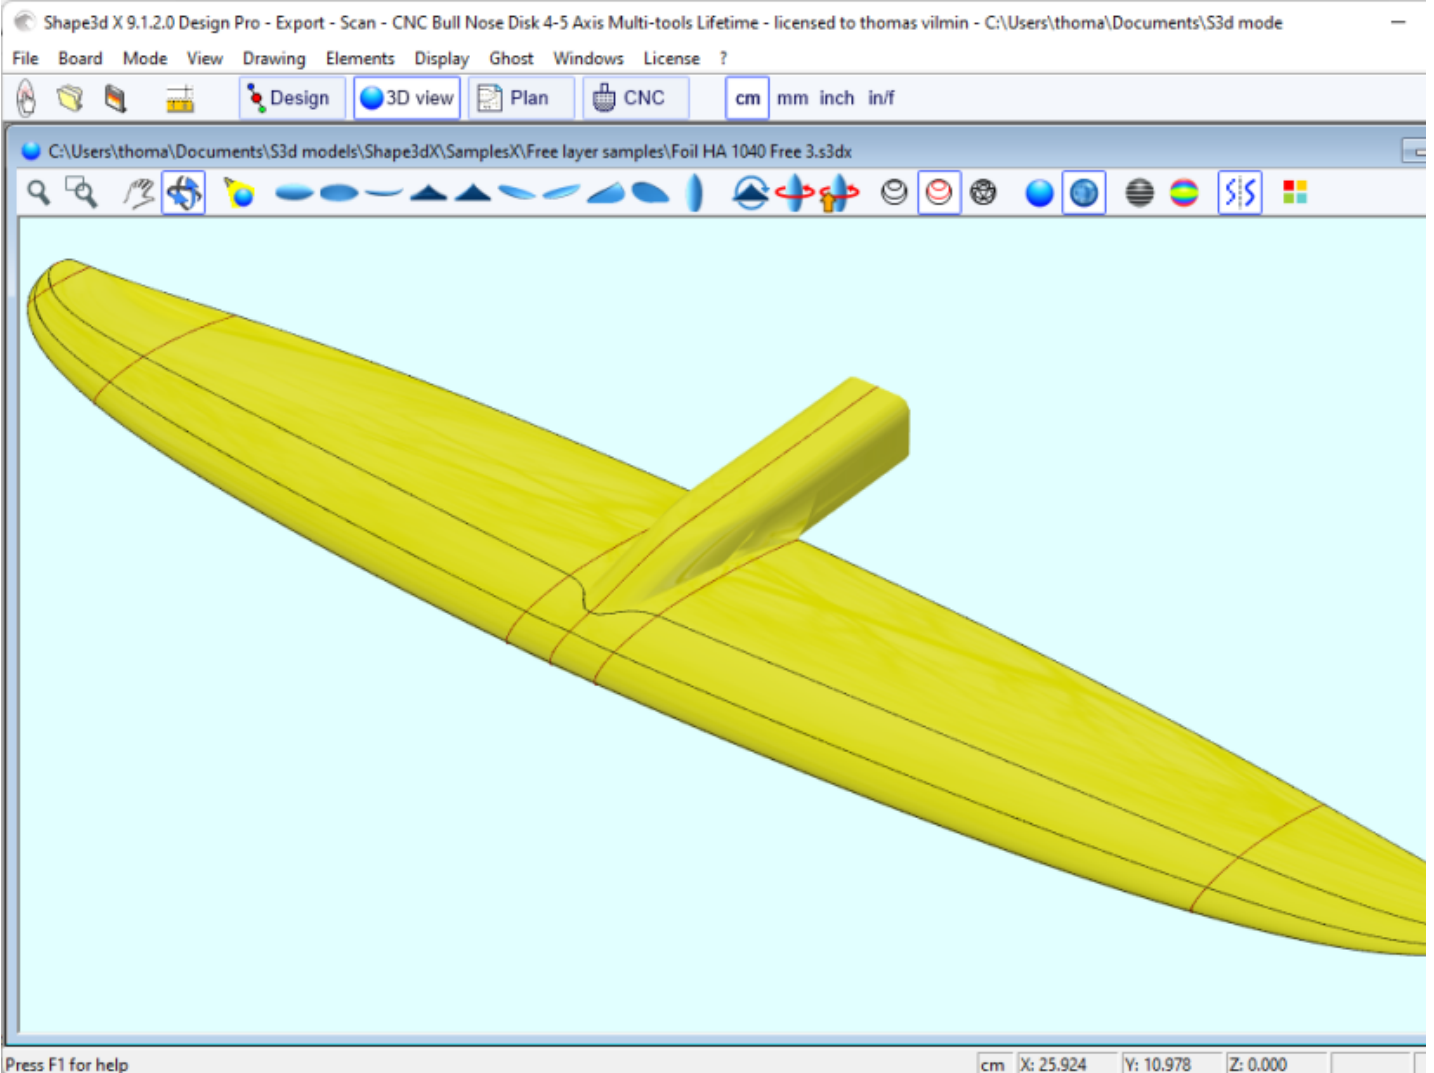 Shape3d X 9.1.2.0 Design Pro - Export - Scan - CNC Bull Nose Disk 4-5 Axis Multi-tools Lifetime - licensed to thomas vilmin - C:\Users\thoma\Documents\S3d mode
File Board Mode View Drawing Elements Display Ghost Windows License ?
Design 3D view Plan CNC cm mm inch in/f
C:\Users\thoma\Documents\S3d models\Shape3dX\SamplesX\Free layer samples\Foil HA 1040 Free 3.s3dx
Press F1 for help cm X: 25.924 Y: 10.978 Z: 0.000